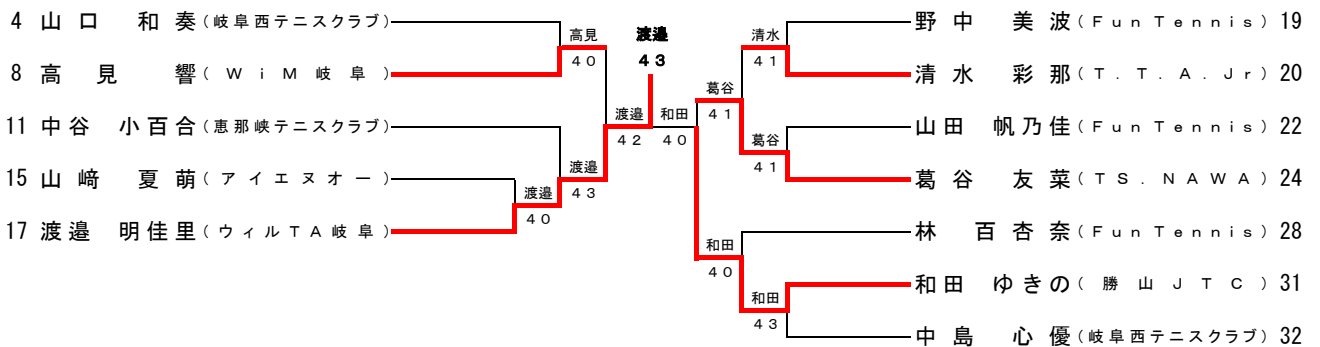 4 山口 和奏(岐阜西テニスクラブ)
8 高見 響(WiM岐阜)
11 中谷 小百合(恵那峡テニスクラブ)
15 山﨑 夏萌(アイエヌオー)
17 渡邉 明佳里(ウィルTA岐阜)
高見
40
渡邉
40
渡邉
43
渡邉
42
渡邉
43
和田
40
葛谷
41
清水
41
葛谷
41
和田
40
和田
43
野中 美波(Fun Tennis) 19
清水 彩那(T.T.A.Jr) 20
山田 帆乃佳(Fun Tennis) 22
葛谷 友菜(TS.NAWA) 24
林 百杏奈(Fun Tennis) 28
和田 ゆきの(勝山JTC) 31
中島 心優(岐阜西テニスクラブ) 32